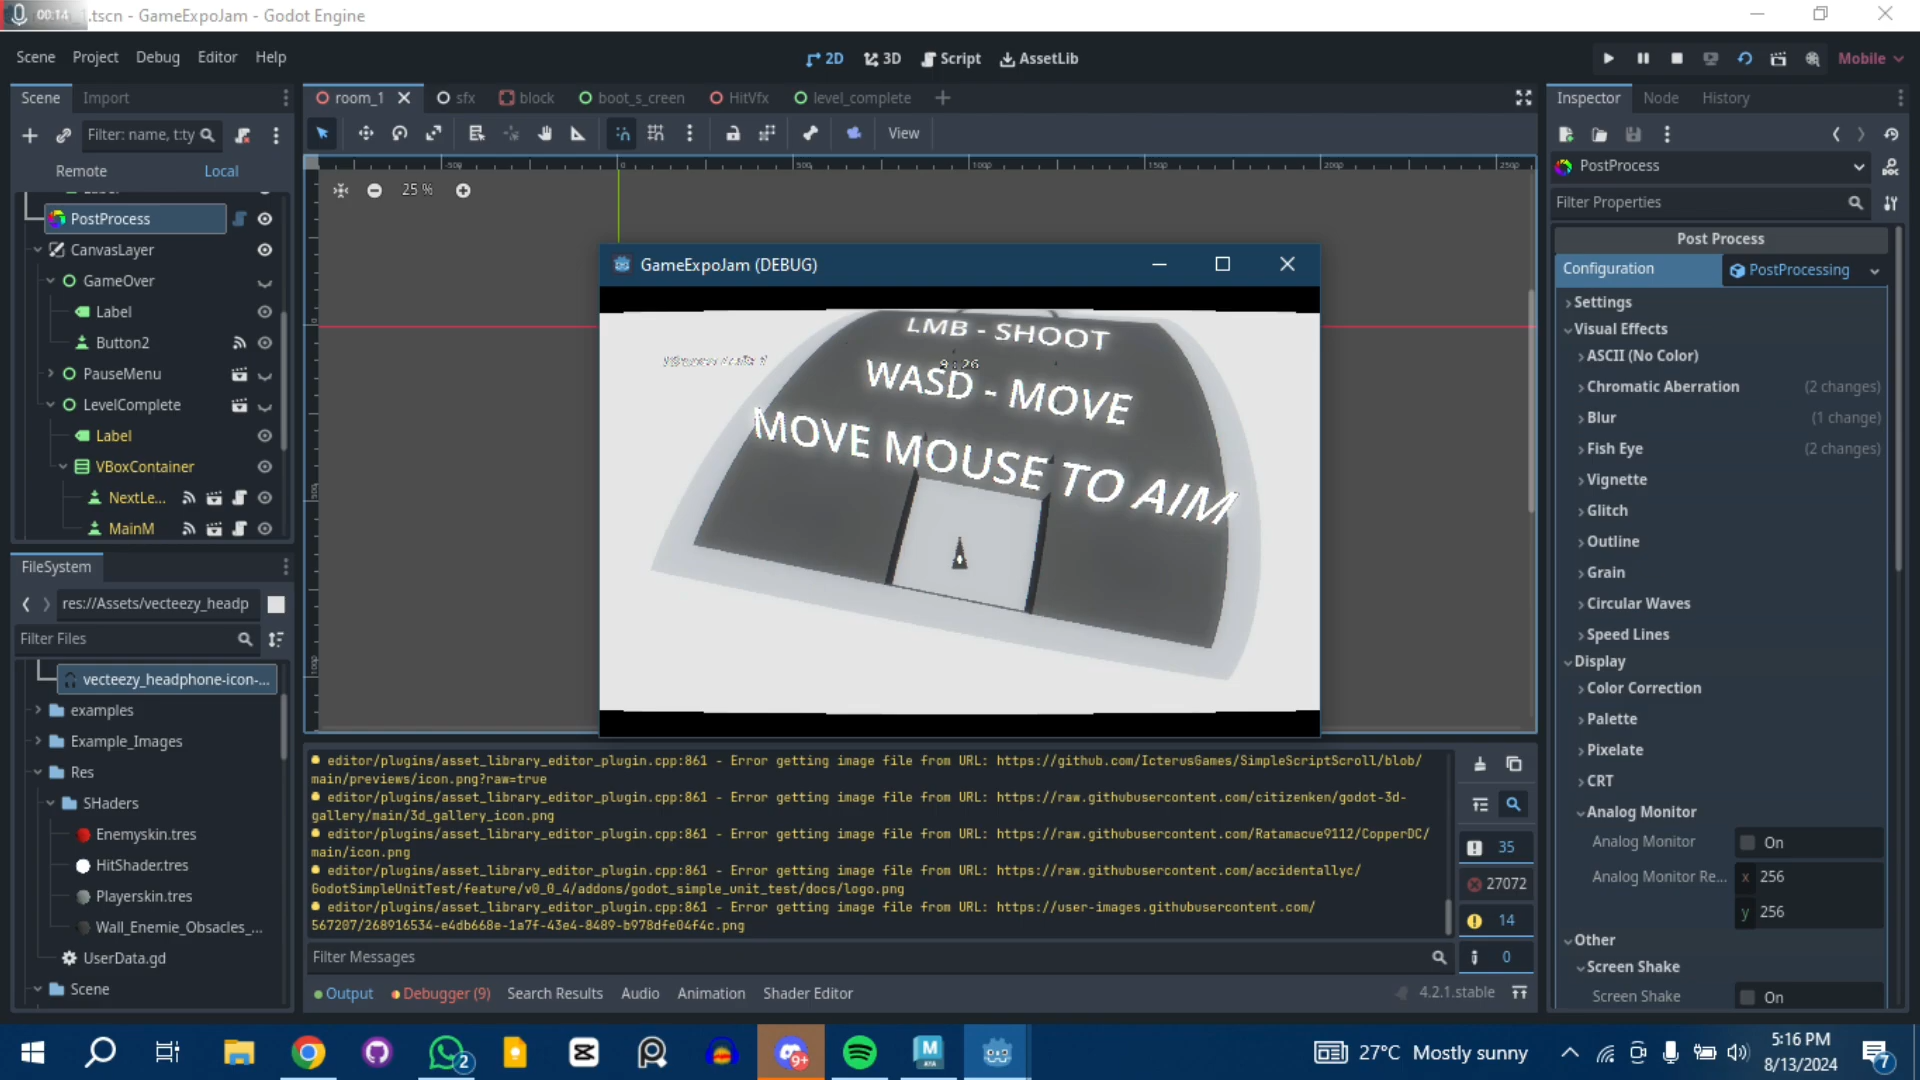 00:14 .tscn - GameExpoJam - Godot Engine
Scene Project Debug Editor Help
2D 3D Script AssetLib
Mobile
Scene Import
room_1 sfx block boot_s_creen HitVfx level_complete
Inspector Node History
Filter: name, t:ty
View
Remote Local
PostProcess
0 500 1000 1500 2000 2500
25 %
Filter Properties
PostProcess
CanvasLayer
GameOver
Label
Button2
PauseMenu
LevelComplete
Label
VBoxContainer
NextLe...
MainM
GameExpoJam (DEBUG)
LMB - SHOOT
9:26
WASD - MOVE
MOVE MOUSE TO AIM
Post Process
Configuration PostProcessing
Settings
Visual Effects
ASCII (No Color)
Chromatic Aberration (2 changes)
Blur (1 change)
Fish Eye (2 changes)
Vignette
Glitch
Outline
Grain
Circular Waves
Speed Lines
Display
Color Correction
Palette
Pixelate
CRT
Analog Monitor
Analog Monitor On
Analog Monitor Re... x 256
y 256
Other
Screen Shake
Screen Shake On
FileSystem
res://Assets/vecteezy_headp
Filter Files
vecteezy_headphone-icon-...
examples
Example_Images
Res
SHaders
Enemyskin.tres
HitShader.tres
Playerskin.tres
Wall_Enemie_Obsacles_...
UserData.gd
Scene
editor/plugins/asset_library_editor_plugin.cpp:861 - Error getting image file from URL: https://github.com/IcterusGames/SimpleScriptScroll/blob/
main/previews/icon.png?raw=true
editor/plugins/asset_library_editor_plugin.cpp:861 - Error getting image file from URL: https://raw.githubusercontent.com/citizenken/godot-3d-
gallery/main/3d_gallery_icon.png
editor/plugins/asset_library_editor_plugin.cpp:861 - Error getting image file from URL: https://raw.githubusercontent.com/Ratamacue9112/CopperDC/
main/icon.png
editor/plugins/asset_library_editor_plugin.cpp:861 - Error getting image file from URL: https://raw.githubusercontent.com/accidentallyc/
GodotSimpleUnitTest/feature/v0_0_4/addons/godot_simple_unit_test/docs/logo.png
editor/plugins/asset_library_editor_plugin.cpp:861 - Error getting image file from URL: https://user-images.githubusercontent.com/
567207/268916534-e4db668e-1a7f-43e4-8489-b978dfe04f4c.png
35
27072
14
0
Filter Messages
Output Debugger (9) Search Results Audio Animation Shader Editor 4.2.1.stable
2
9+
M
27°C Mostly sunny
5:16 PM
8/13/2024
7